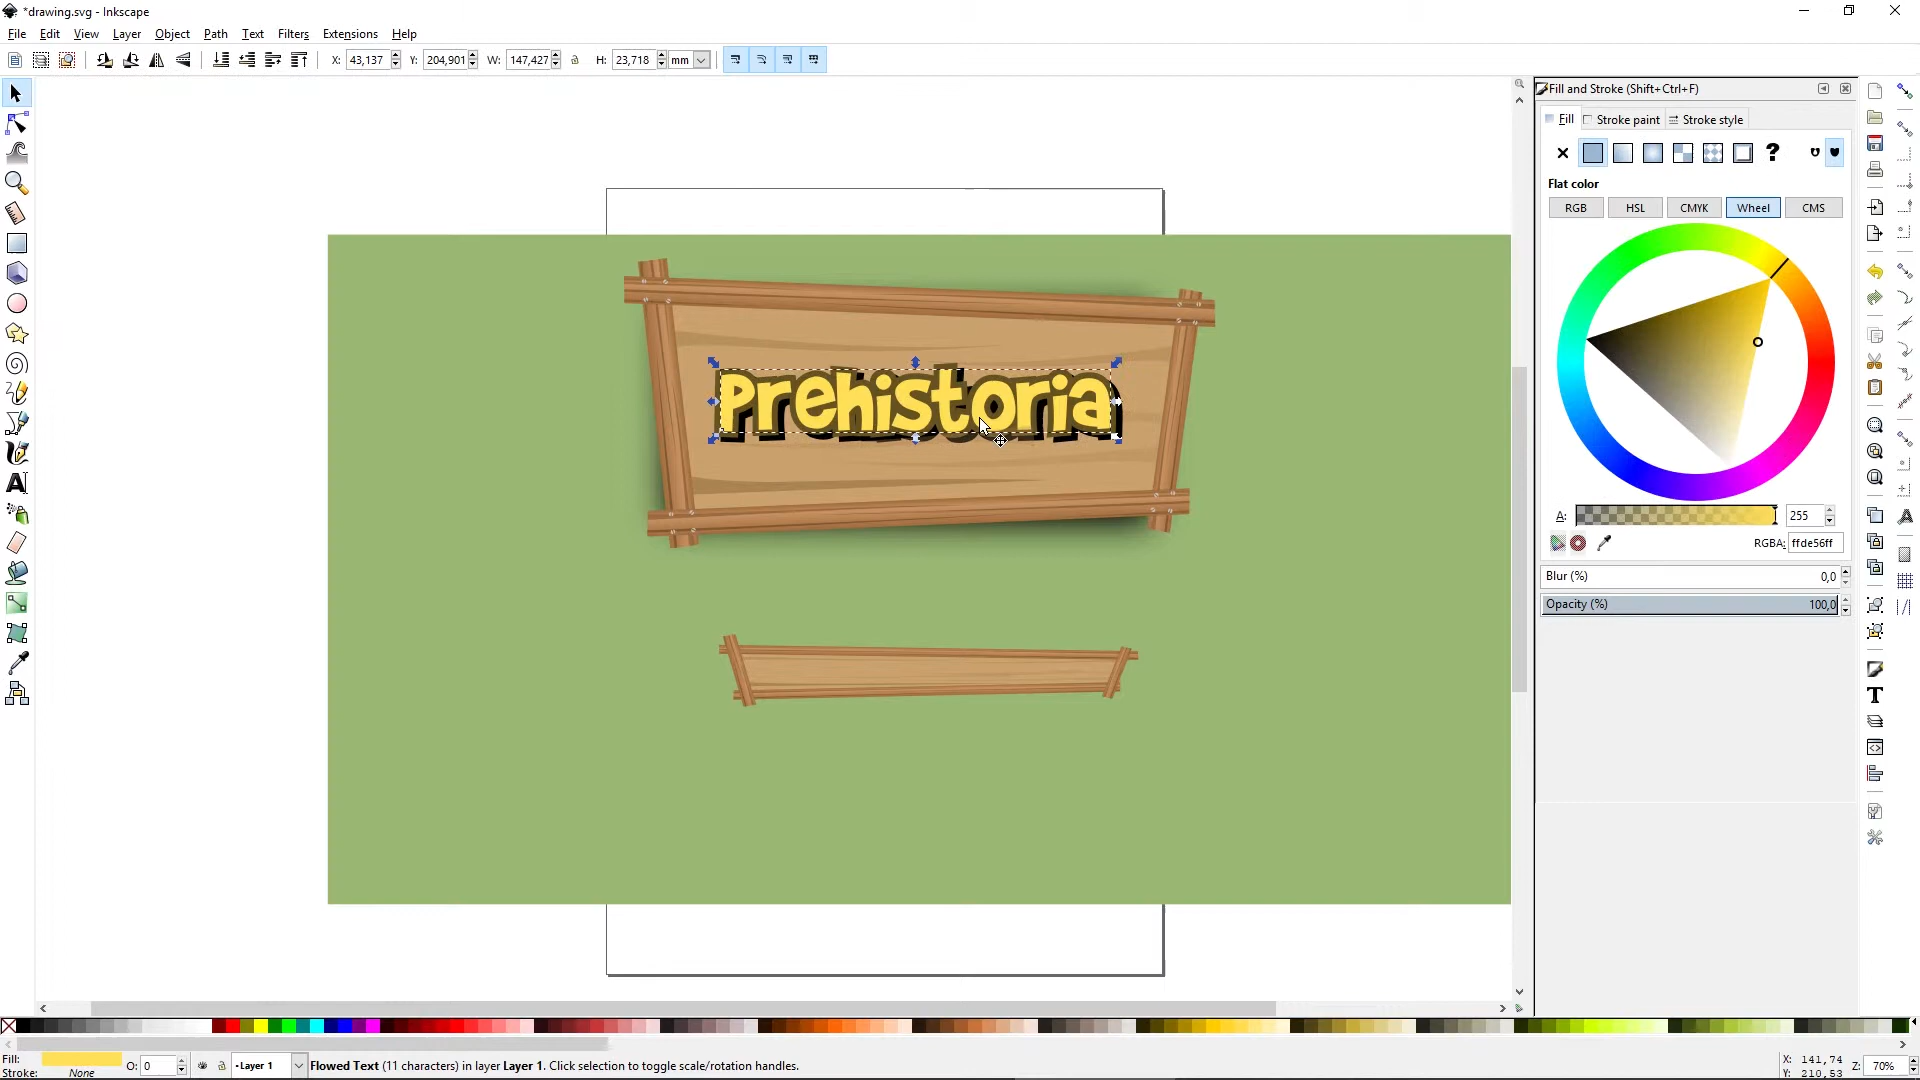 *drawing.svg - Inkscape
File Edit View Layer Object Path Text Filters Extensions Help
X: 43,137 Y: 204,901 W: 147,427 H: 23,718 mm
Fill and Stroke (Shift+Ctrl+F)
Fill Stroke paint Stroke style
Flat color
RGB HSL CMYK Wheel CMS
Prehistoria
A: 255
RGBA: ffde56ff
Blur (%) 0,0
Opacity (%) 100,0
Fill: O: 0 •Layer 1 Flowed Text (11 characters) in layer Layer 1. Click selection to toggle scale/rotation handles. X: 141,74 Z: 70%
Stroke: None Y: 210,53